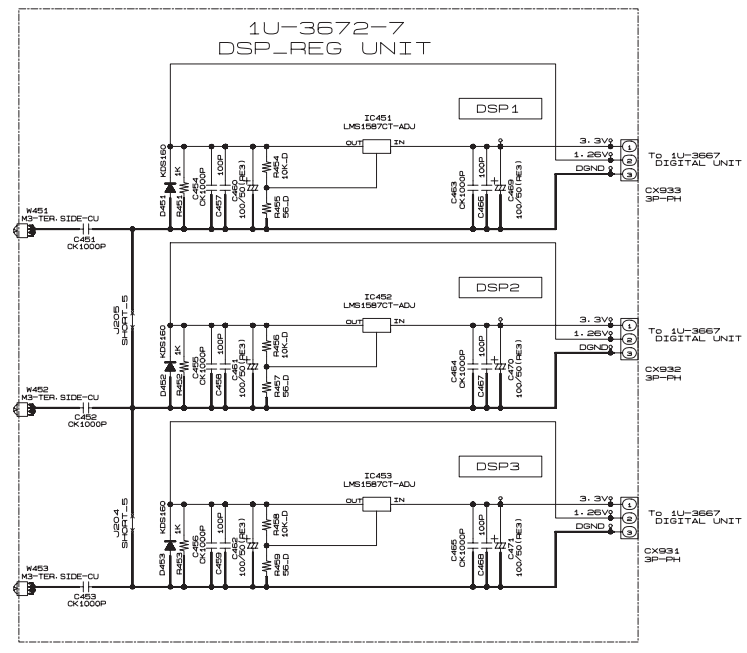 1U-3672-7
DSP_REG UNIT
DSP1
IC451
LMS1587CT-ADJ
OUT
IN
KDS160
D451
1K
R451
C454
CK1000P
100P
C457
C460
100/50(RE3)
R454
10K_D
R455
56_D
C463
CK1000P
100P
C466
C469
100/50(RE3)
3.3V
1.26V
DGND
1
2
3
To 1U-3667
DIGITAL UNIT
CX933
3P-PH
W451
M3-TER.SIDE-CU
C451
CK1000P
J205
SHORT_5
DSP2
IC452
LMS1587CT-ADJ
OUT
IN
KDS160
D452
1K
R452
C455
CK1000P
100P
C458
C461
100/50(RE3)
R456
10K_D
R457
56_D
C464
CK1000P
100P
C467
C470
100/50(RE3)
3.3V
1.26V
DGND
1
2
3
To 1U-3667
DIGITAL UNIT
CX932
3P-PH
W452
M3-TER.SIDE-CU
C452
CK1000P
J204
SHORT_5
DSP3
IC453
LMS1587CT-ADJ
OUT
IN
KDS160
D453
1K
R453
C456
CK1000P
100P
C459
C462
100/50(RE3)
R458
10K_D
R459
56_D
C465
CK1000P
100P
C468
C471
100/50(RE3)
3.3V
1.26V
DGND
1
2
3
To 1U-3667
DIGITAL UNIT
CX931
3P-PH
W453
M3-TER.SIDE-CU
C453
CK1000P